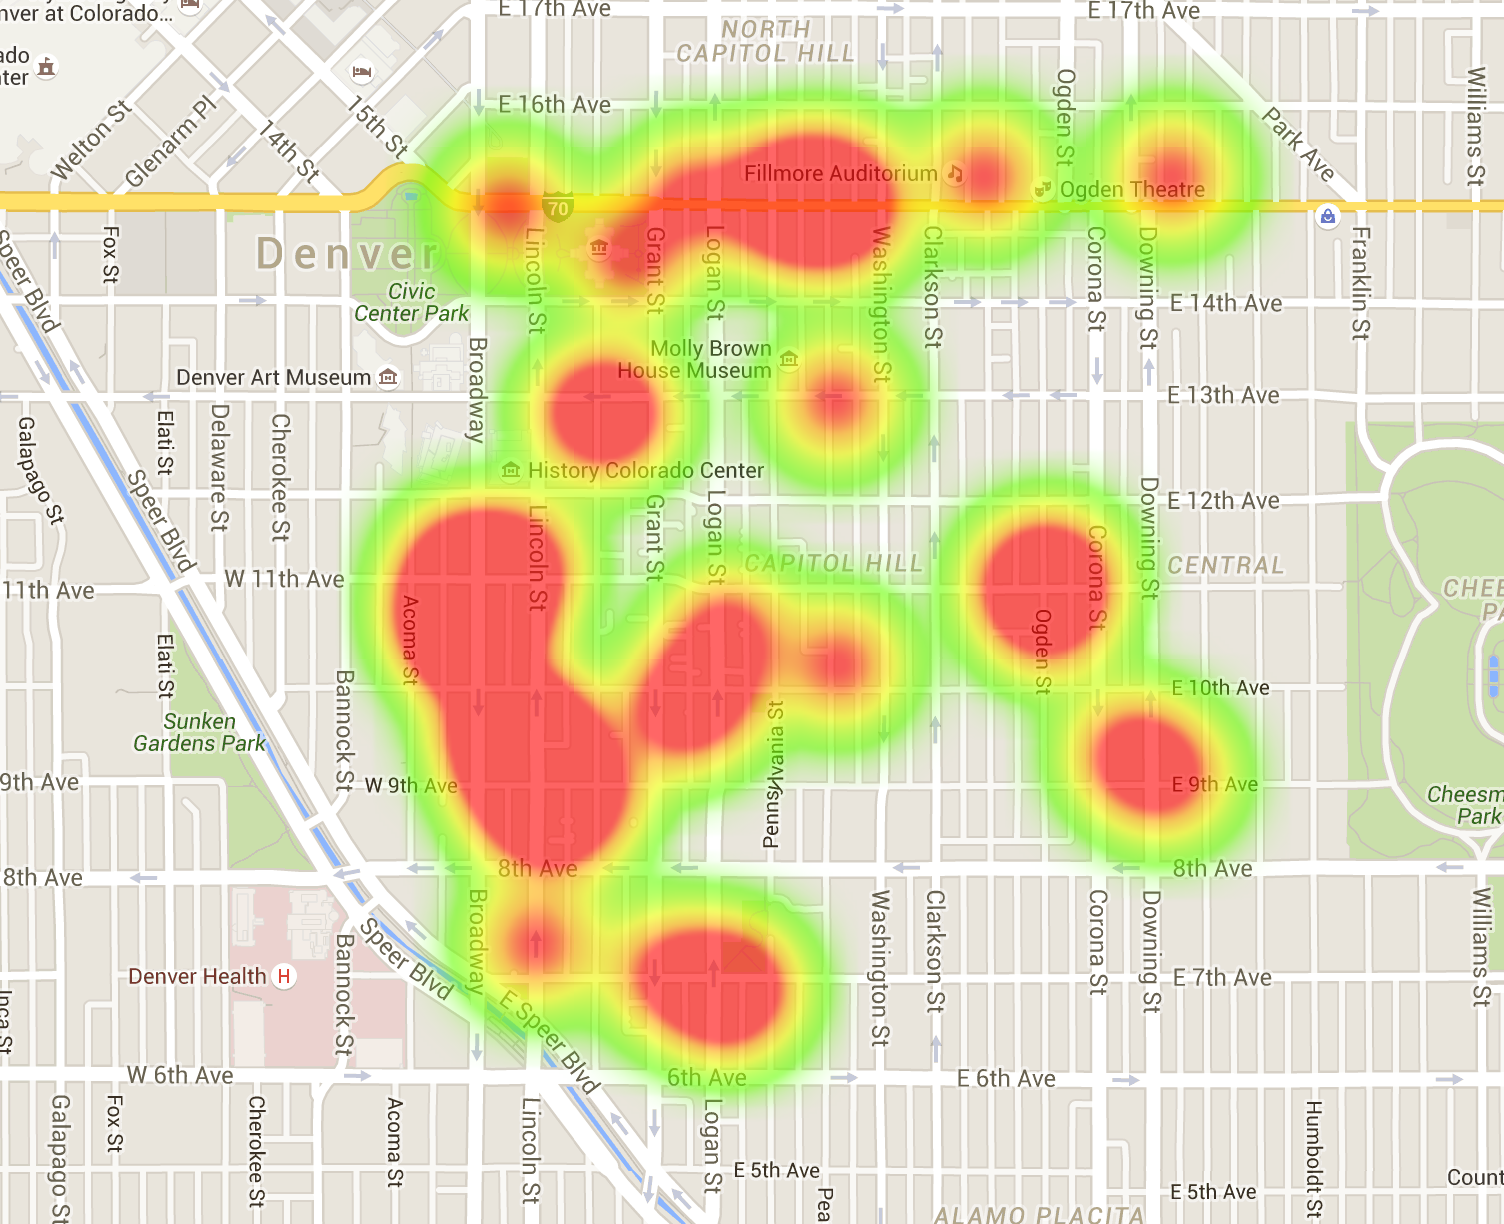 nver at Colorado...
E 17th Ave
E 17th Ave
NORTH
CAPITOL HILL
ado
ter
Welton St
Glenarm Pl
14th St
15th St
E 16th Ave
Ogden St
Park Ave
Williams St
Fillmore Auditorium
Ogden Theatre
70
Speer Blvd
Fox St
Denver
Civic
Center Park
Lincoln St
Grant St
Logan St
Washington St
Clarkson St
Corona St
Downing St
E 14th Ave
Franklin St
Denver Art Museum
Broadway
Molly Brown
House Museum
E 13th Ave
Galapago St
Elati St
Delaware St
Cherokee St
Speer Blvd
History Colorado Center
Lincoln St
Grant St
Logan St
E 12th Ave
Downing St
Corona St
11th Ave
W 11th Ave
CAPITOL HILL
CENTRAL
CHEE
PA
Acoma St
Elati St
Ogden St
Bannock St
E 10th Ave
Sunken
Gardens Park
Pennsylvania St
9th Ave
W 9th Ave
E 9th Ave
Cheesm
Park
8th Ave
8th Ave
8th Ave
Broadway
Washington St
Clarkson St
Corona St
Downing St
Williams St
Speer Blvd
Bannock St
Denver Health
H
E 7th Ave
Inca St
E Speer Blvd
W 6th Ave
6th Ave
E 6th Ave
Galapago St
Fox St
Cherokee St
Acoma St
Lincoln St
Logan St
Humboldt St
E 5th Ave
E 5th Ave
Count
Pea
ALAMO PLACITA